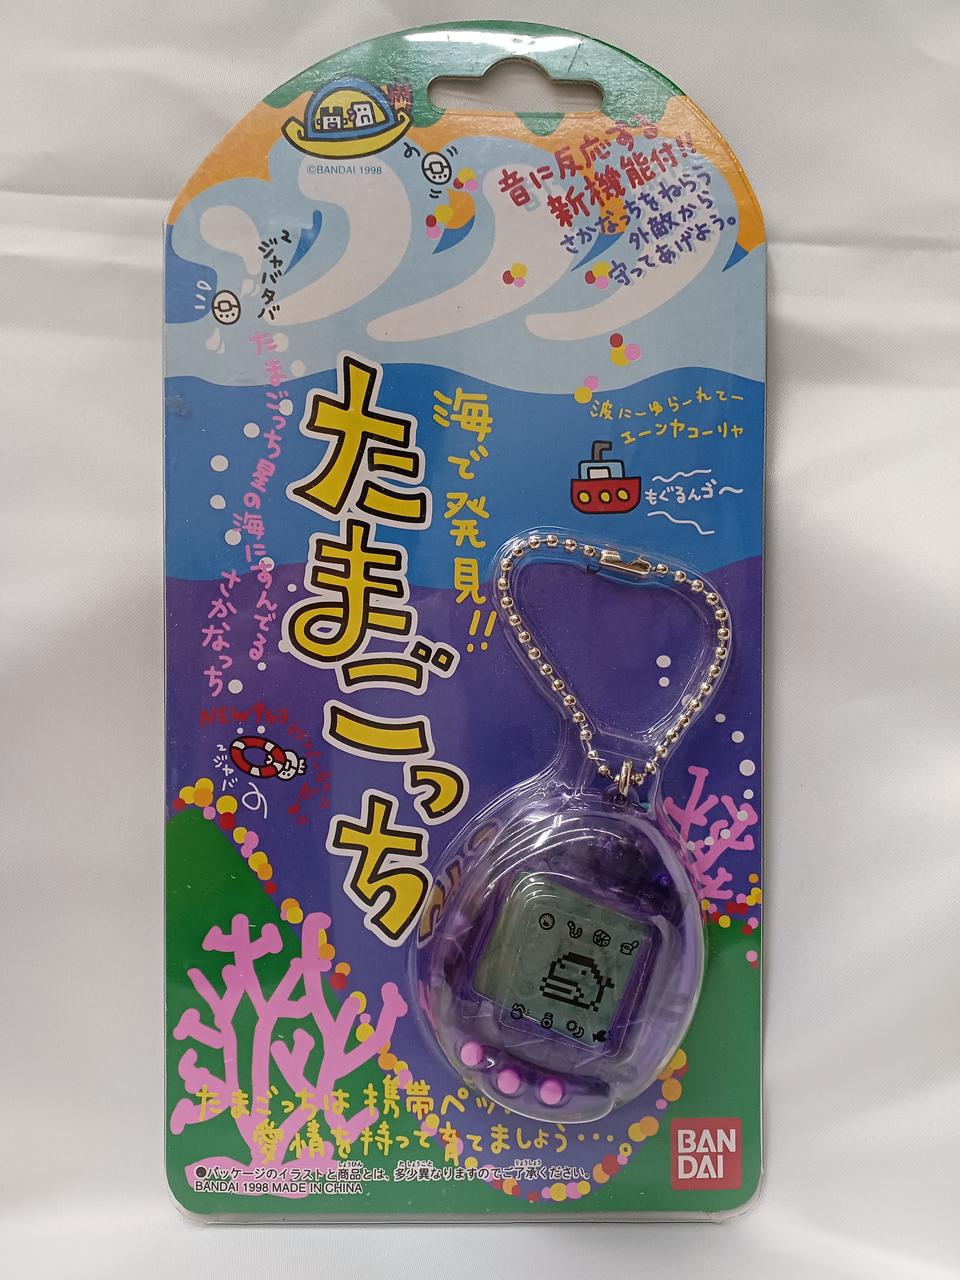 ©BANDAI 1998
音に反応する
新機能付!!
さかなっちをねらう
外敵から
守ってあげよう。
ジャバタバ
たまごっち星の海にすんでる
さかなっち
たまごっち
海で発見!!
波にーゆらーれてー
エーンヤコーリヤ
もぐるんゴ〜
NEW
ジャバ
たまごっちは携帯ペッ
愛情を持って育てましょう・・・
●パッケージのイラストと商品とは、多少異なりますのでご了承ください。
BANDAI 1998 MADE IN CHINA
BAN
DAI